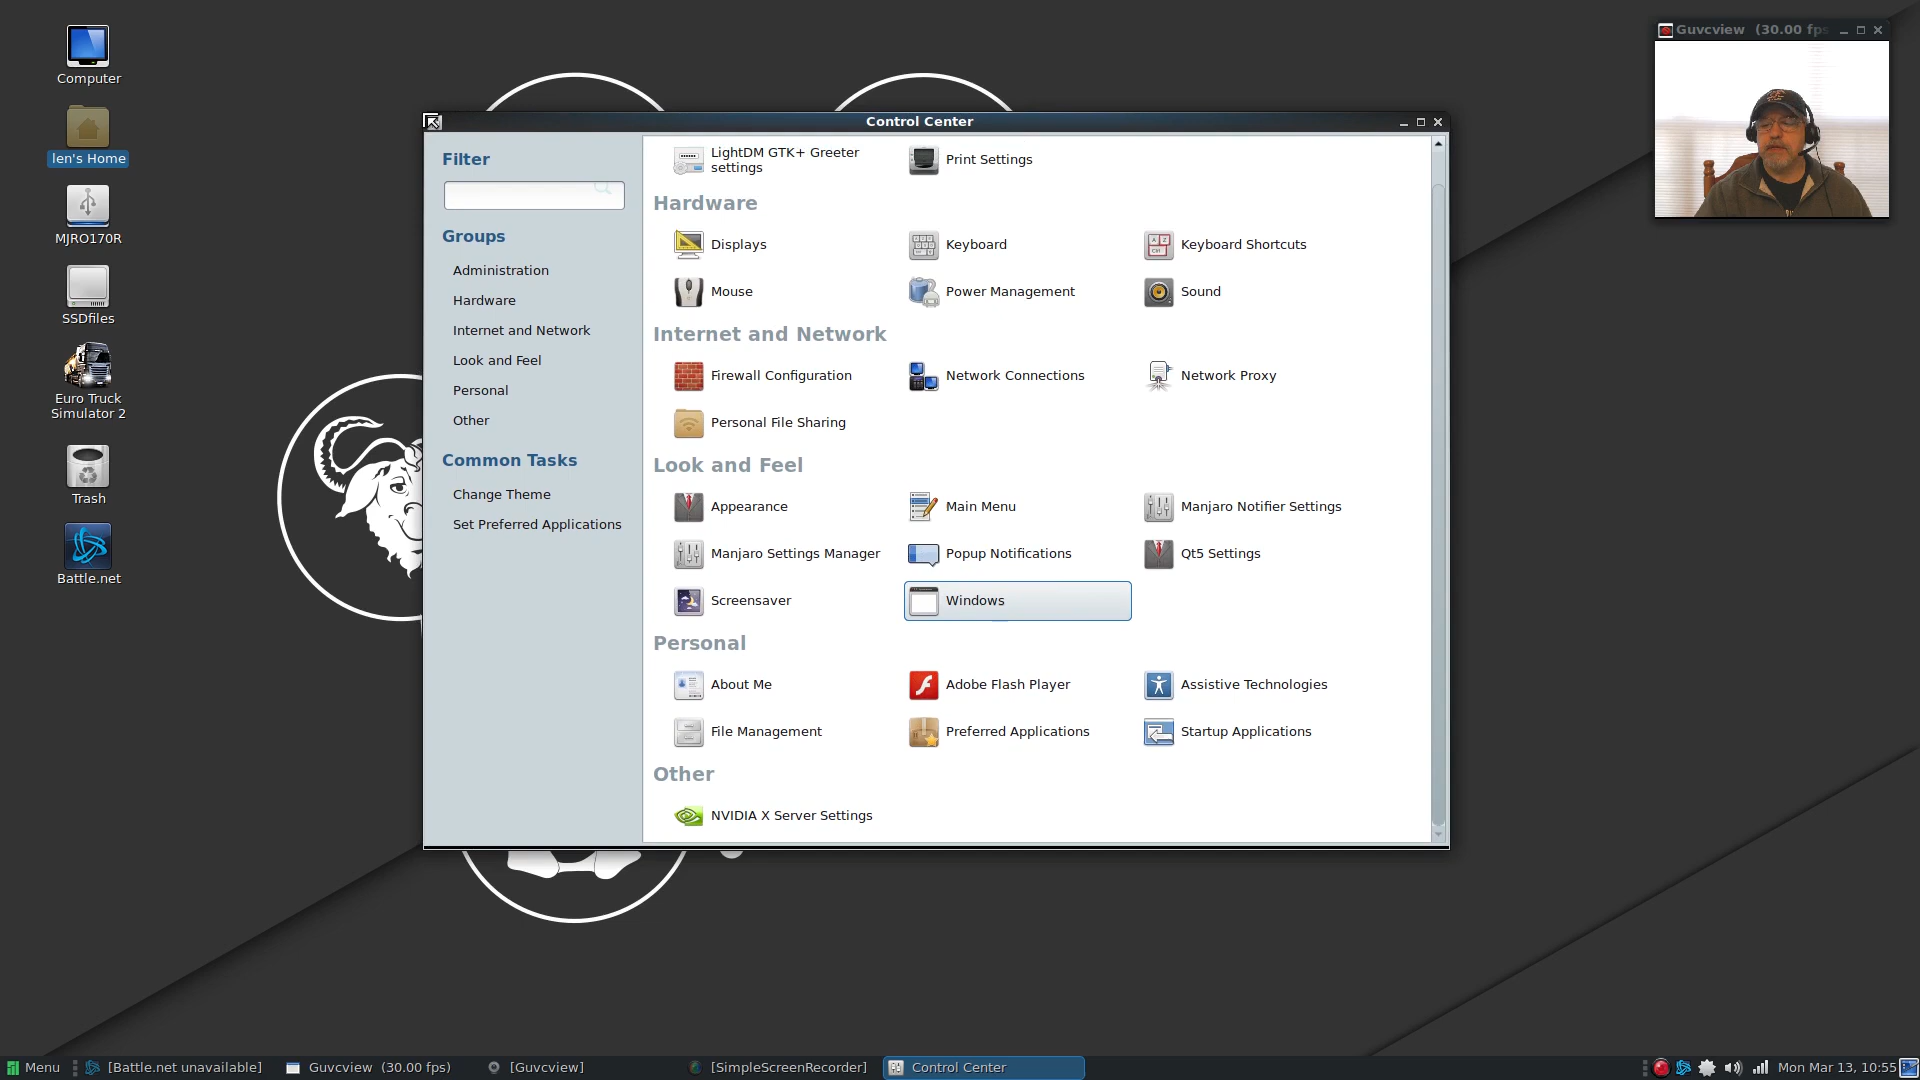 Computer
len's Home
MJRO170R
SSDfiles
Euro Truck
Simulator 2
Trash
Battle.net
Control Center
Filter
Groups
Administration
Hardware
Internet and Network
Look and Feel
Personal
Other
Common Tasks
Change Theme
Set Preferred Applications
LightDM GTK+ Greeter
settings
Print Settings
Hardware
Displays
Keyboard
Keyboard Shortcuts
Mouse
Power Management
Sound
Internet and Network
Firewall Configuration
Network Connections
Network Proxy
Personal File Sharing
Look and Feel
Appearance
Main Menu
Manjaro Notifier Settings
Manjaro Settings Manager
Popup Notifications
Qt5 Settings
Screensaver
Windows
Personal
About Me
Adobe Flash Player
Assistive Technologies
File Management
Preferred Applications
Startup Applications
Other
NVIDIA X Server Settings
Guvcview (30.00 fps
Menu
[Battle.net unavailable]
Guvcview (30.00 fps)
[Guvcview]
[SimpleScreenRecorder]
Control Center
Mon Mar 13, 10:55